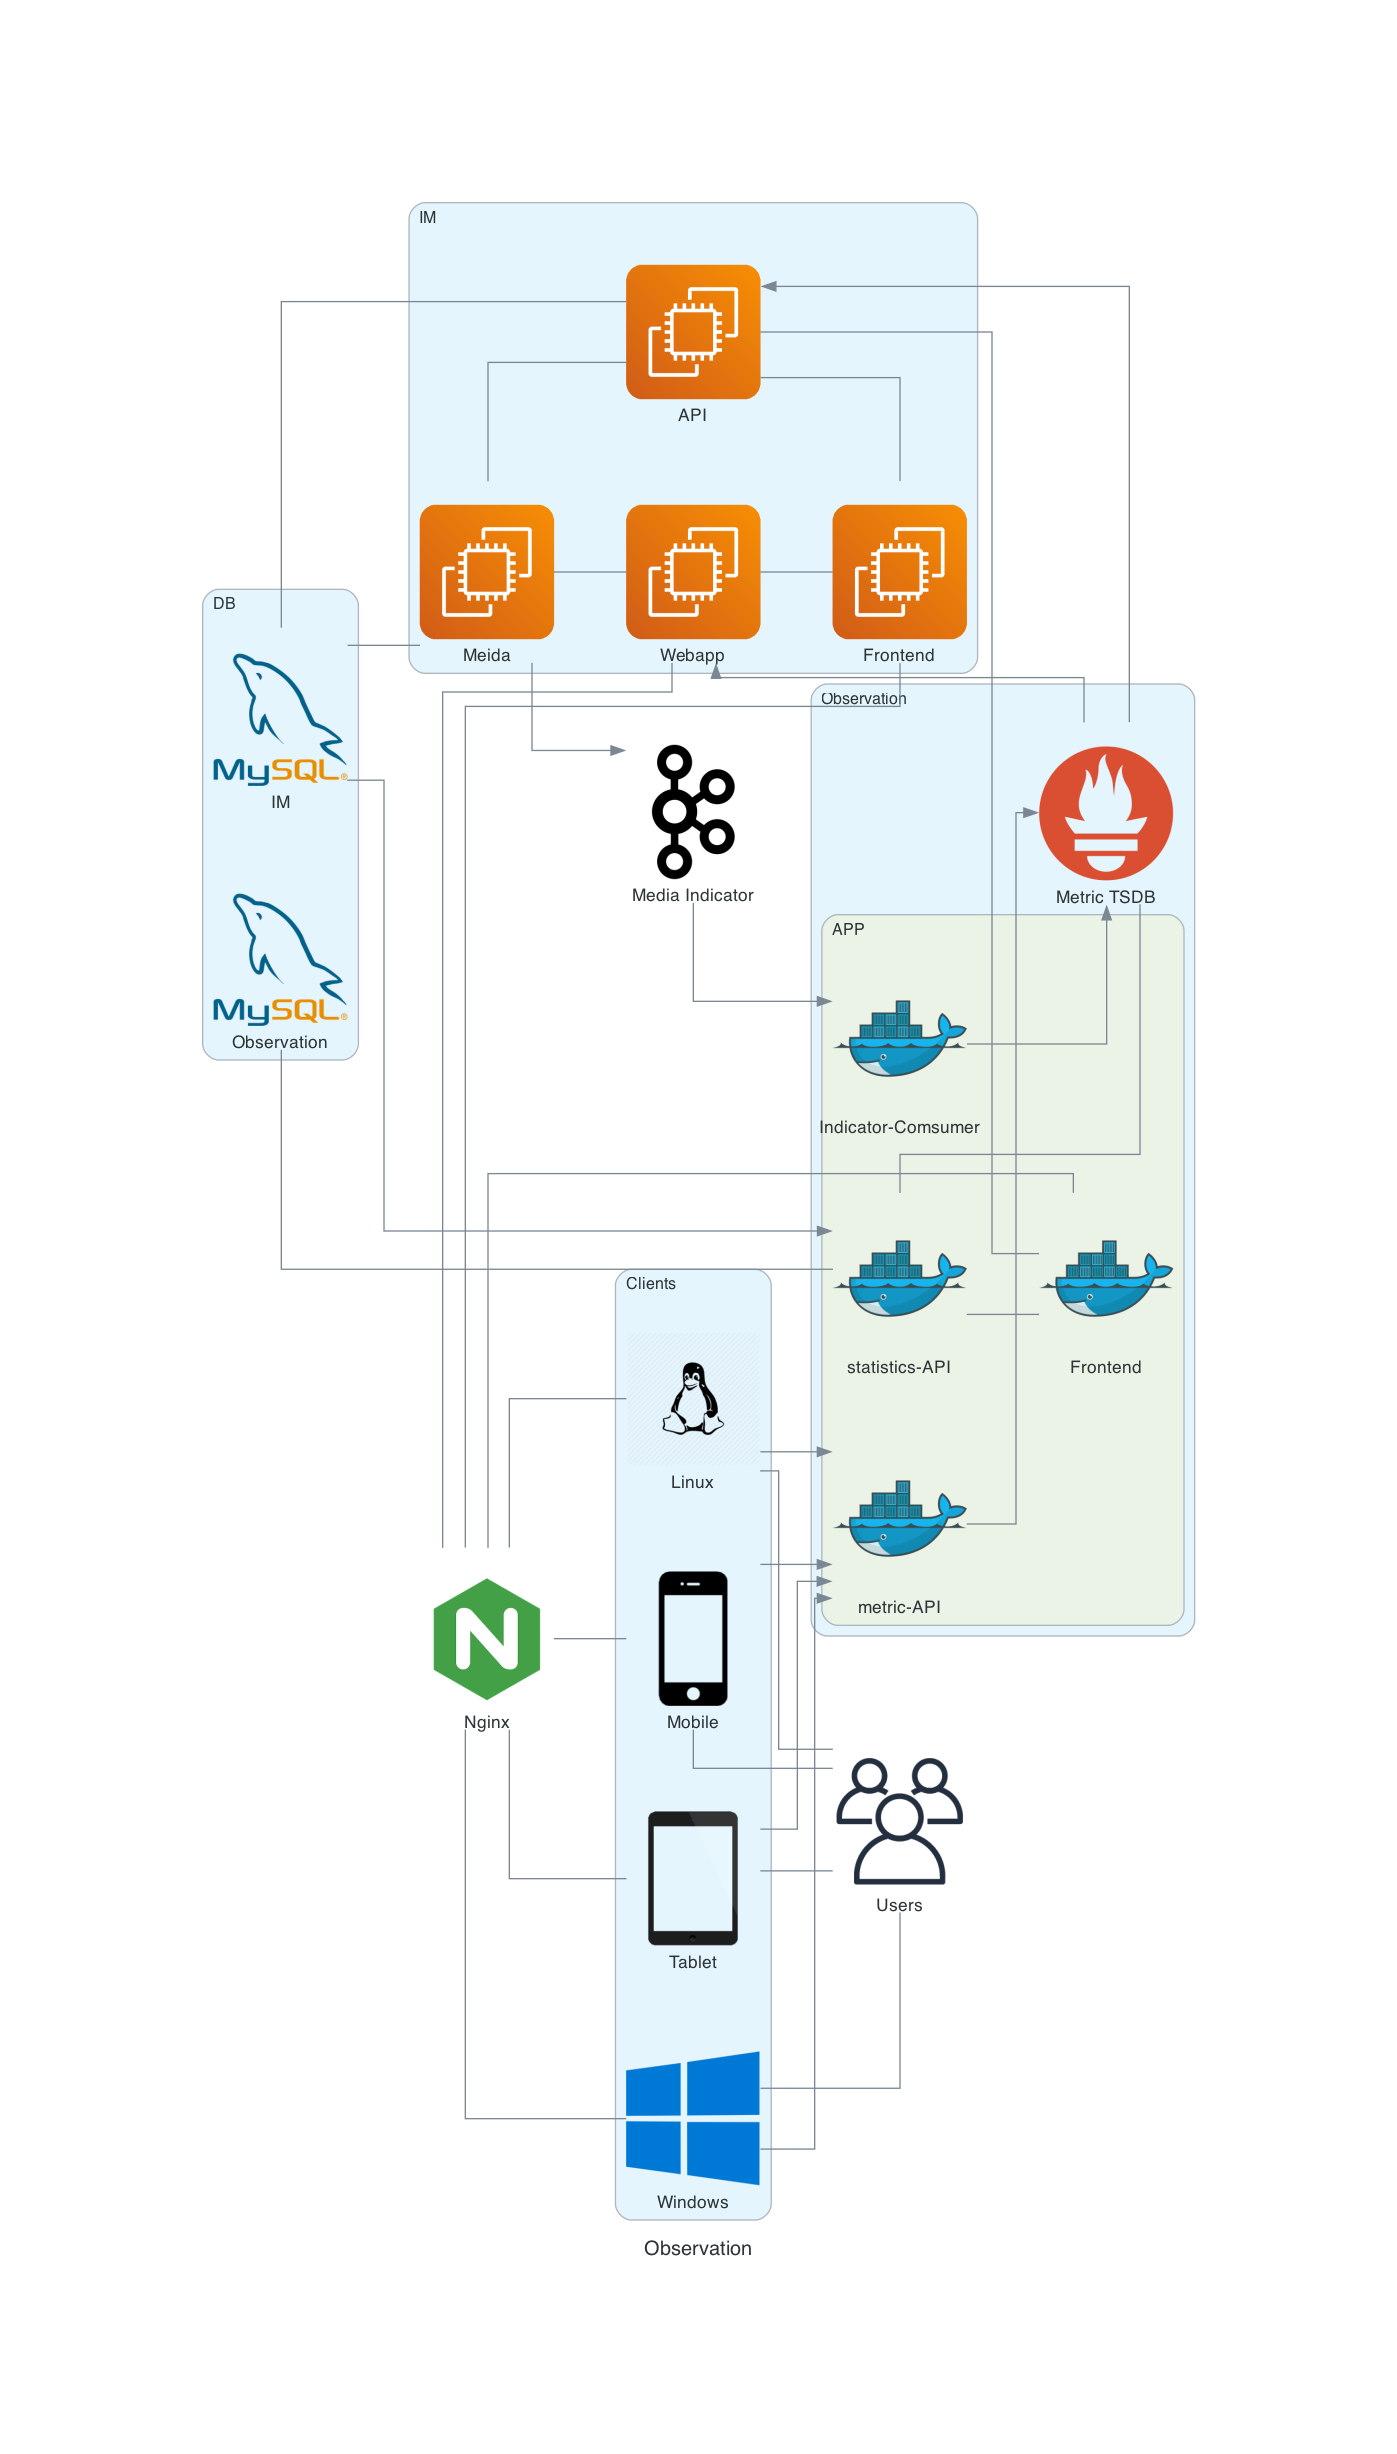 IM
API
Meida
Webapp
Frontend
DB
MySQL®
IM
MySQL®
Observation
Media Indicator
Observation
Metric TSDB
APP
Indicator-Comsumer
statistics-API
Frontend
metric-API
Clients
Linux
Mobile
Tablet
Windows
N
Nginx
Users
Observation